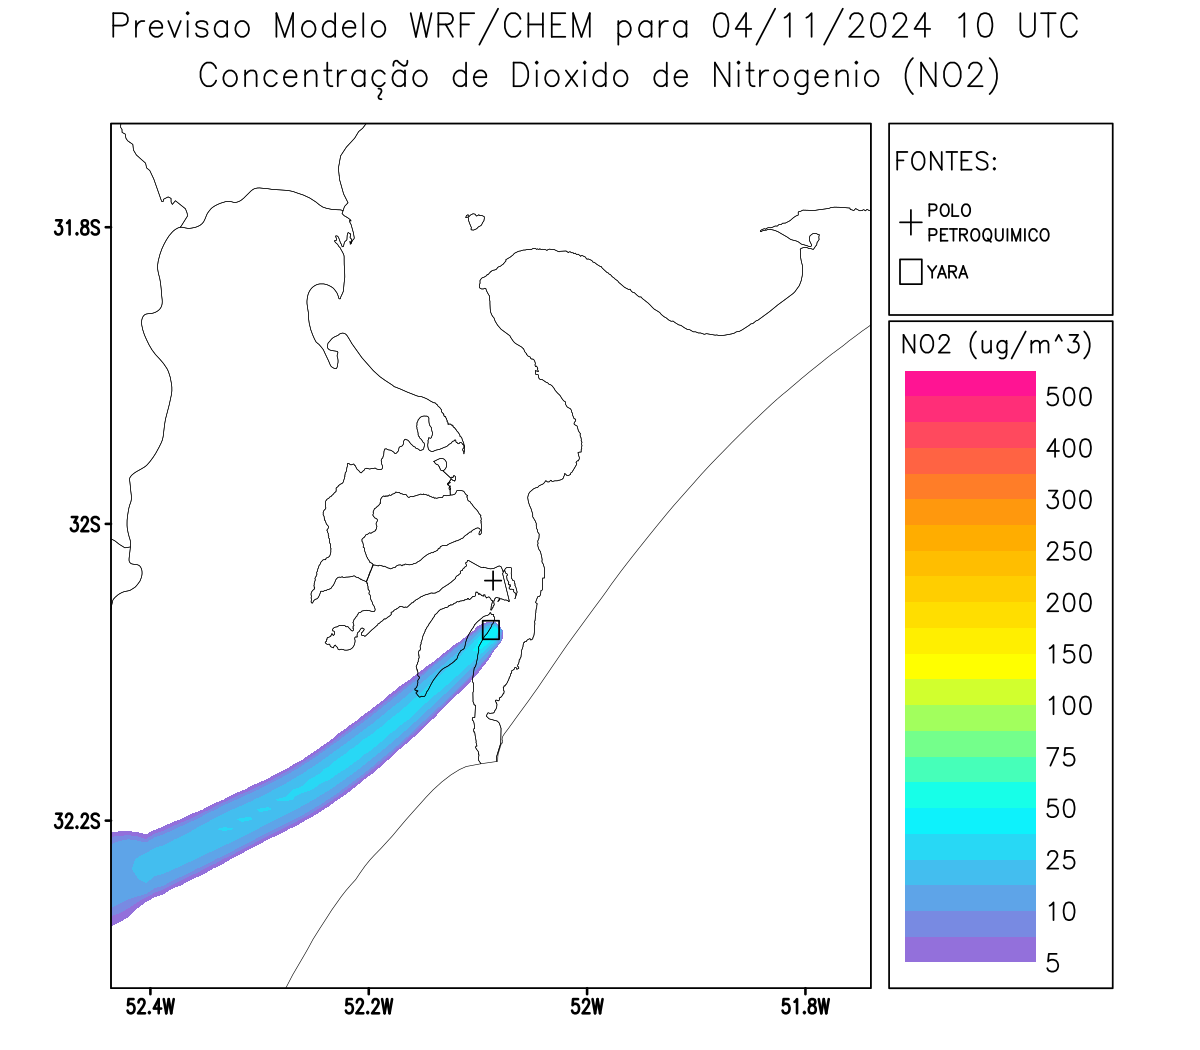 Previsao Modelo WRF/CHEM para 04/11/2024 10 UTC
Concentração de Dioxido de Nitrogenio (NO2)
FONTES:
POLO
PETROQUIMICO
YARA
NO2 (ug/m^3)
500
400
300
250
200
150
100
75
50
25
10
5
31.8S
32S
32.2S
52.4W
52.2W
52W
51.8W